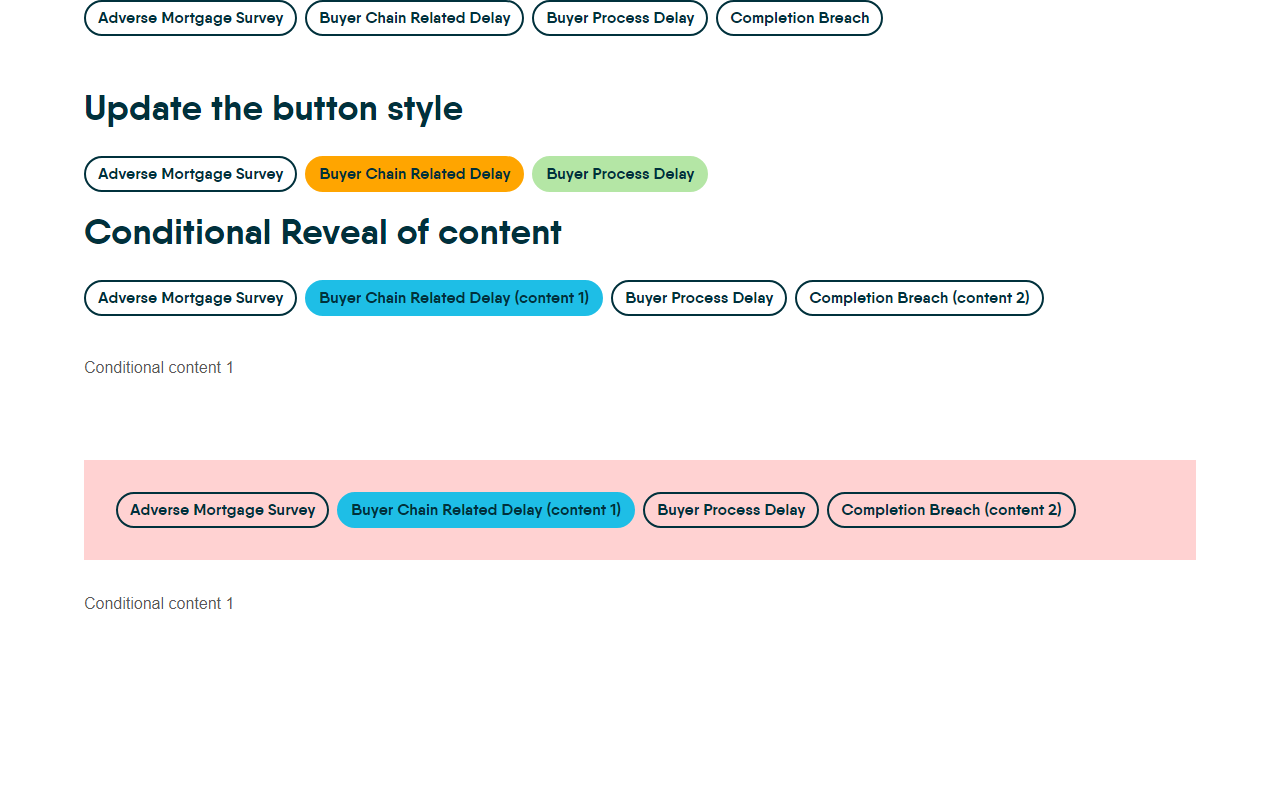 Adverse Mortgage Survey Buyer Chain Related Delay Buyer Process Delay Completion Breach
Update the button style
Adverse Mortgage Survey Buyer Chain Related Delay Buyer Process Delay
Conditional Reveal of content
Adverse Mortgage Survey Buyer Chain Related Delay (content 1) Buyer Process Delay Completion Breach (content 2)
Conditional content 1
Adverse Mortgage Survey Buyer Chain Related Delay (content 1) Buyer Process Delay Completion Breach (content 2)
Conditional content 1